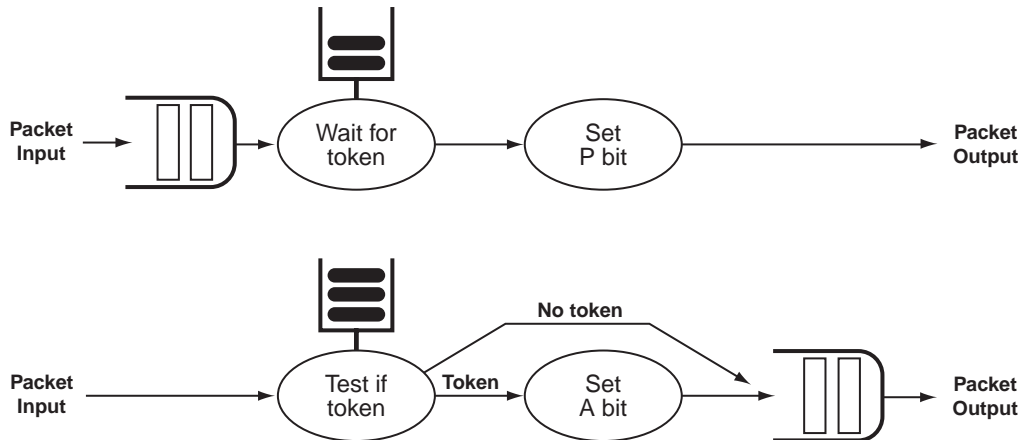 Packet
Input
Wait for
token
Set
P bit
Packet
Output
No token
Packet
Input
Test if
token
Token
Set
A bit
Packet
Output